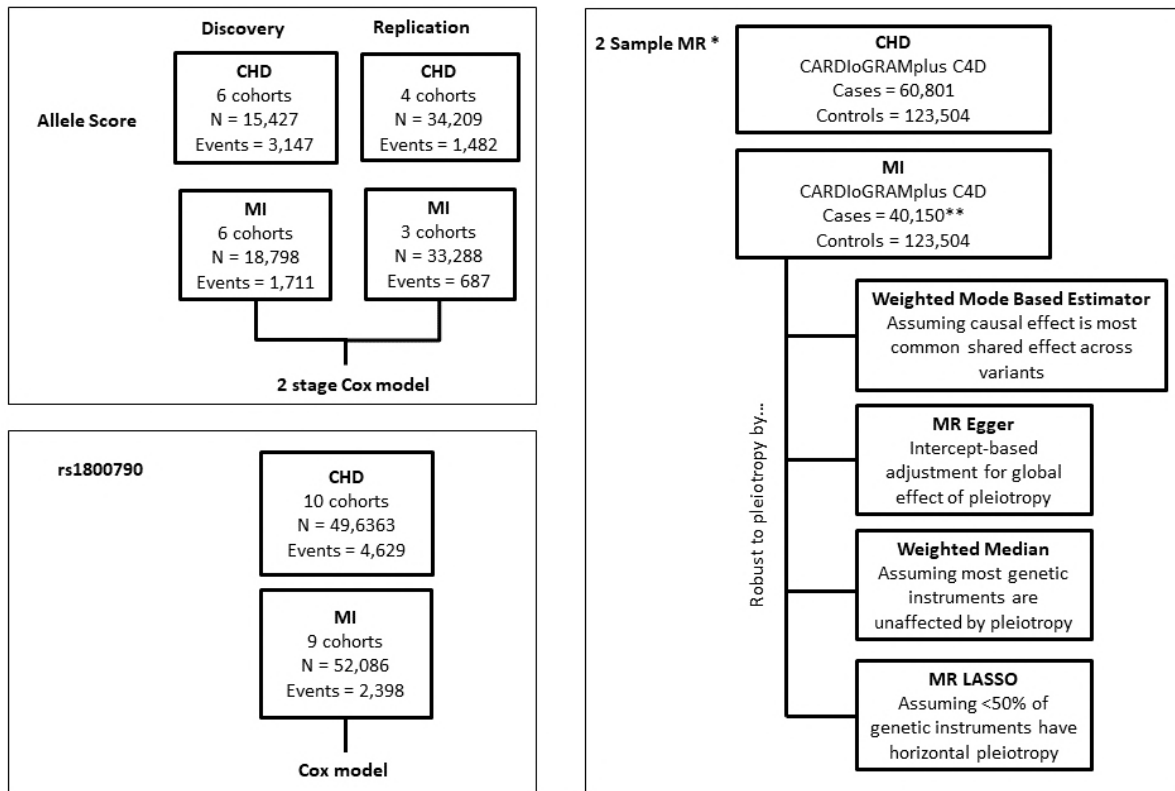 Discovery
Replication
Allele Score
CHD
6 cohorts
N = 15,427
Events = 3,147
CHD
4 cohorts
N = 34,209
Events = 1,482
MI
6 cohorts
N = 18,798
Events = 1,711
MI
3 cohorts
N = 33,288
Events = 687
2 stage Cox model
rs1800790
CHD
10 cohorts
N = 49,6363
Events = 4,629
MI
9 cohorts
N = 52,086
Events = 2,398
Cox model
2 Sample MR *
CHD
CARDIoGRAMplus C4D
Cases = 60,801
Controls = 123,504
MI
CARDIoGRAMplus C4D
Cases = 40,150**
Controls = 123,504
Robust to pleiotropy by...
Weighted Mode Based Estimator
Assuming causal effect is most
common shared effect across
variants
MR Egger
Intercept-based
adjustment for global
effect of pleiotropy
Weighted Median
Assuming most genetic
instruments are
unaffected by pleiotropy
MR LASSO
Assuming <50% of
genetic instruments have
horizontal pleiotropy